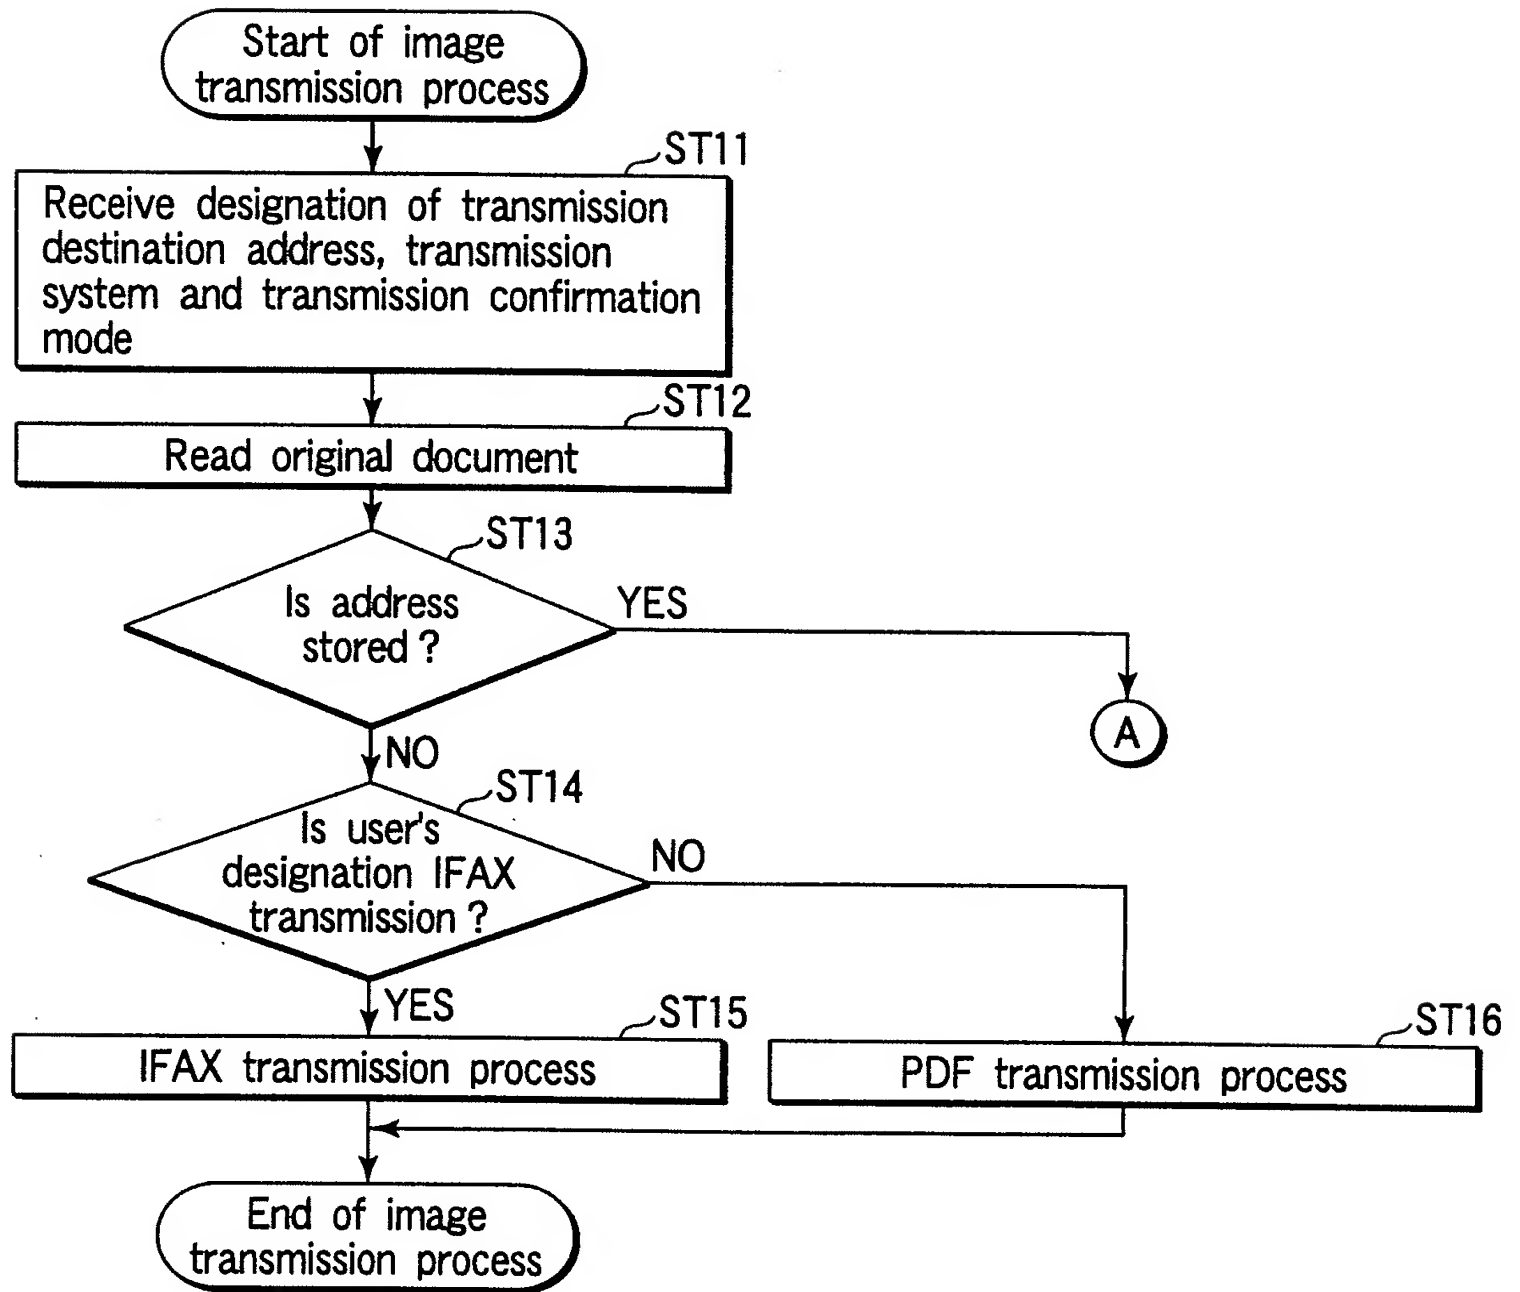 Start of image
transmission process
ST11
Receive designation of transmission
destination address, transmission
system and transmission confirmation
mode
ST12
Read original document
ST13
Is address
stored ?
YES
A
NO
ST14
Is user's
designation IFAX
transmission ?
NO
YES
ST15
IFAX transmission process
ST16
PDF transmission process
End of image
transmission process